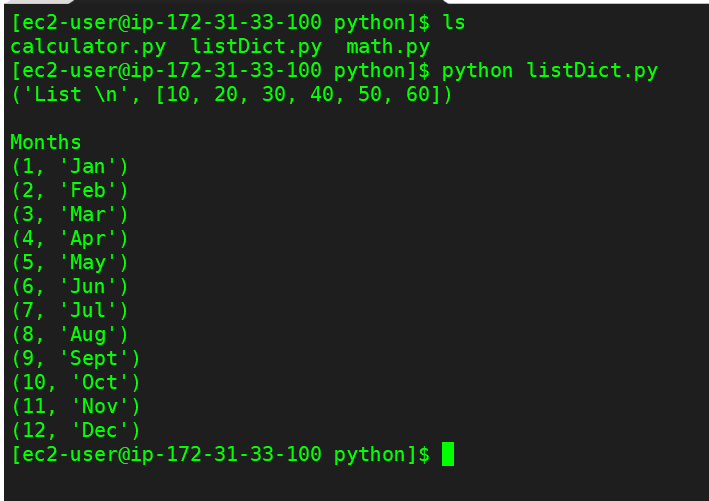 [ec2-user@ip-172-31-33-100 python]$ ls
calculator.py  listDict.py  math.py
[ec2-user@ip-172-31-33-100 python]$ python listDict.py
('List \n', [10, 20, 30, 40, 50, 60])

Months
(1, 'Jan')
(2, 'Feb')
(3, 'Mar')
(4, 'Apr')
(5, 'May')
(6, 'Jun')
(7, 'Jul')
(8, 'Aug')
(9, 'Sept')
(10, 'Oct')
(11, 'Nov')
(12, 'Dec')
[ec2-user@ip-172-31-33-100 python]$